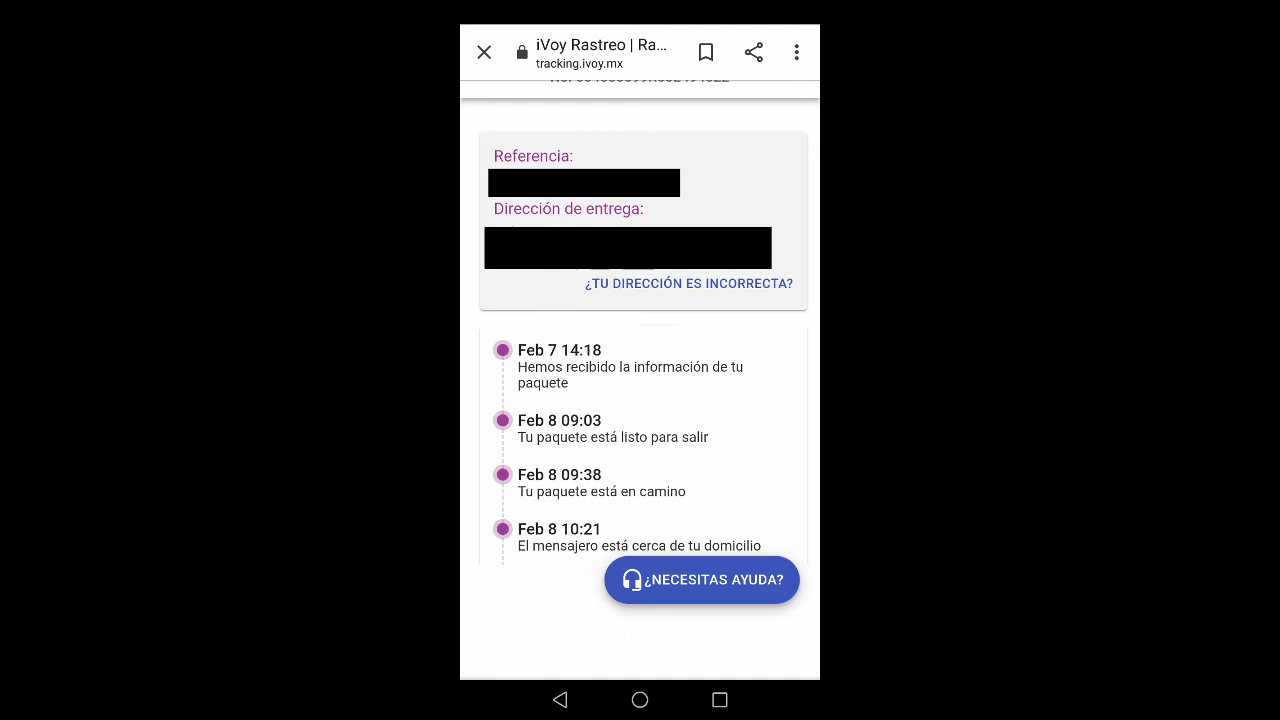 iVoy Rastreo | Ra...
tracking.ivoy.mx
Referencia:
Dirección de entrega:
¿TU DIRECCIÓN ES INCORRECTA?
Feb 7 14:18
Hemos recibido la información de tu
paquete
Feb 8 09:03
Tu paquete está listo para salir
Feb 8 09:38
Tu paquete está en camino
Feb 8 10:21
El mensajero está cerca de tu domicilio
¿NECESITAS AYUDA?